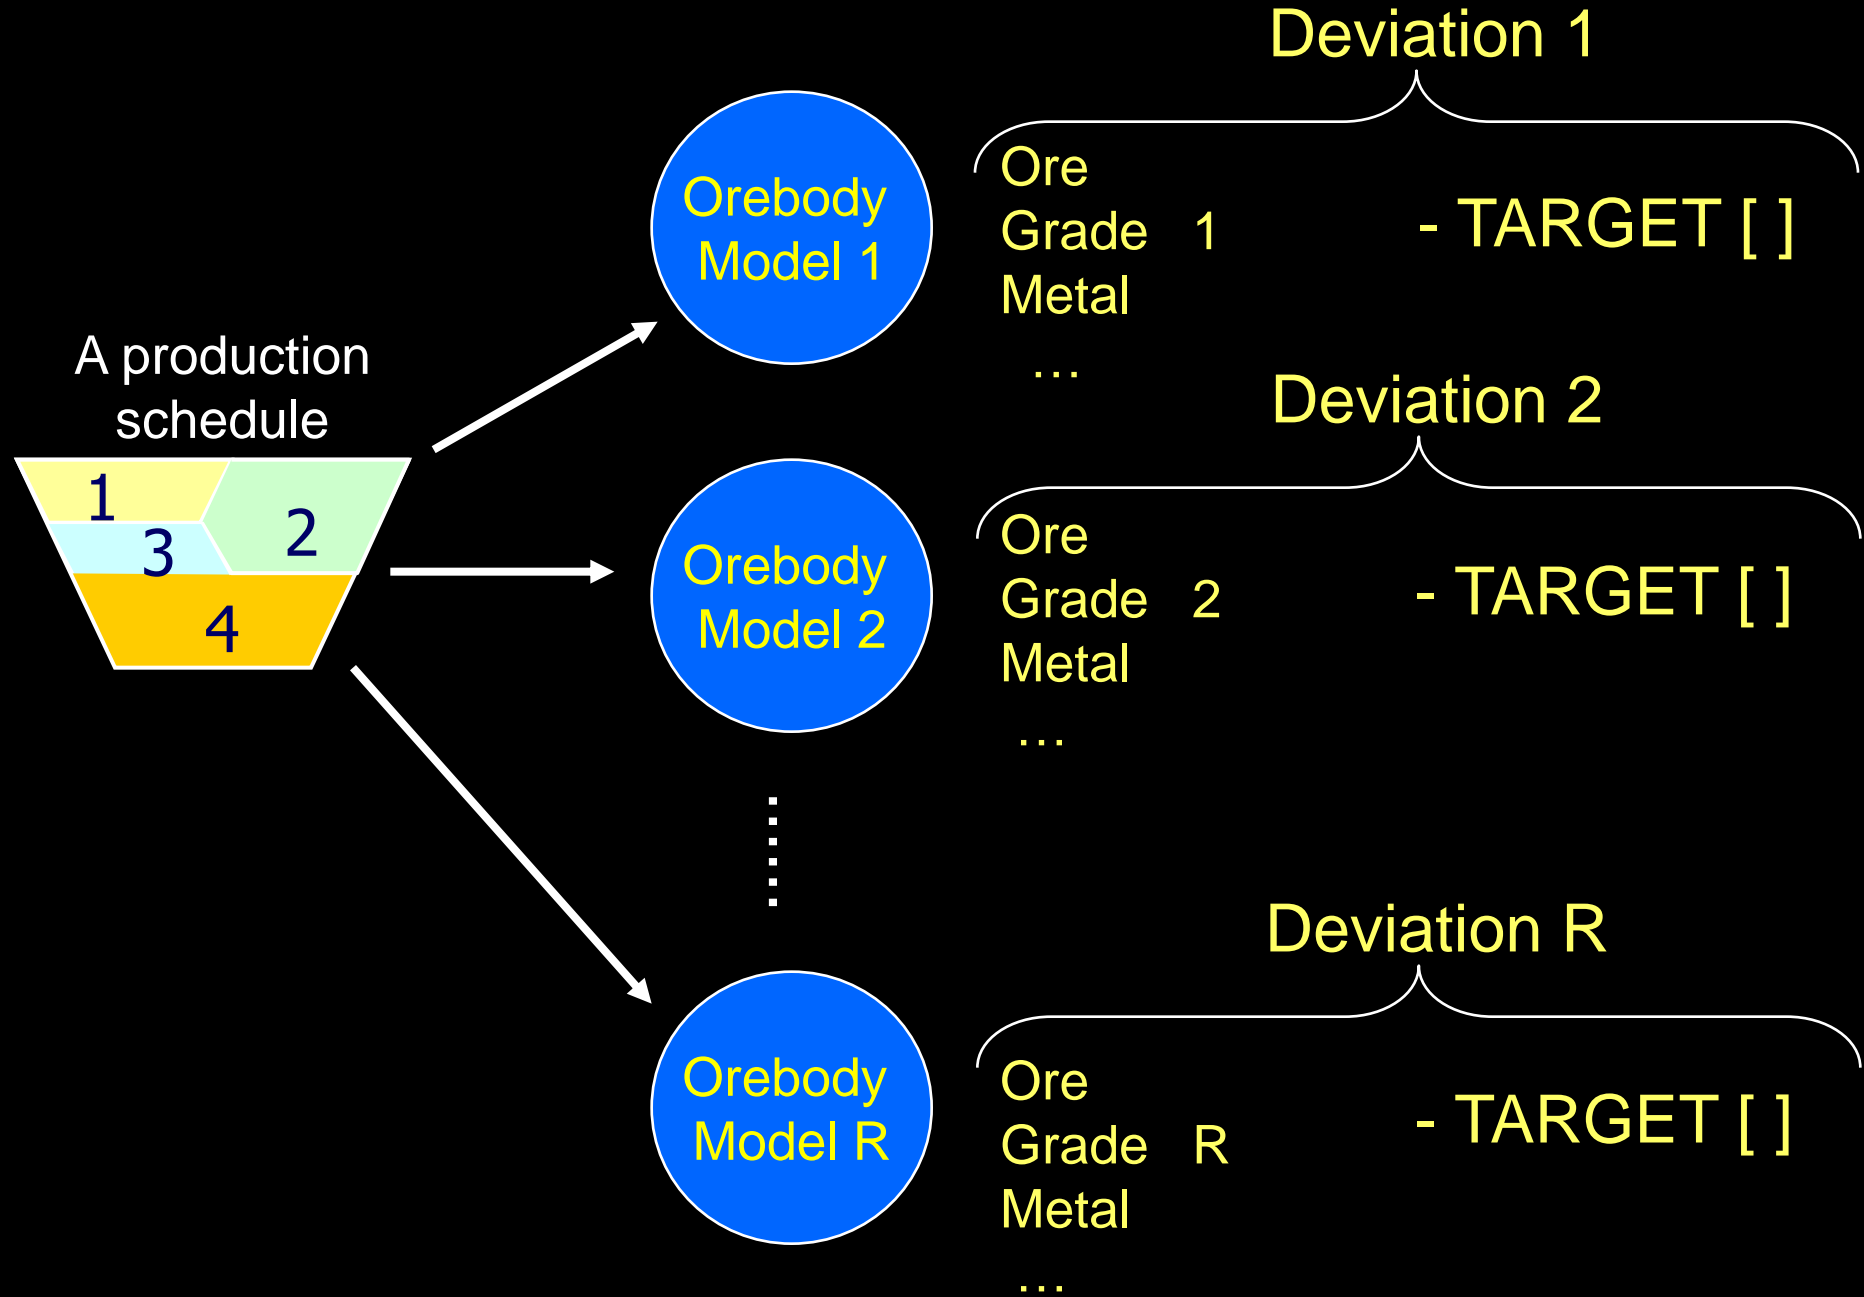 A production
schedule
1
2
3
4
Orebody
Model 1
Deviation 1
Ore
Grade 1 - TARGET [ ]
Metal
…
Orebody
Model 2
Deviation 2
Ore
Grade 2 - TARGET [ ]
Metal
…
Orebody
Model R
Deviation R
Ore
Grade R - TARGET [ ]
Metal
…